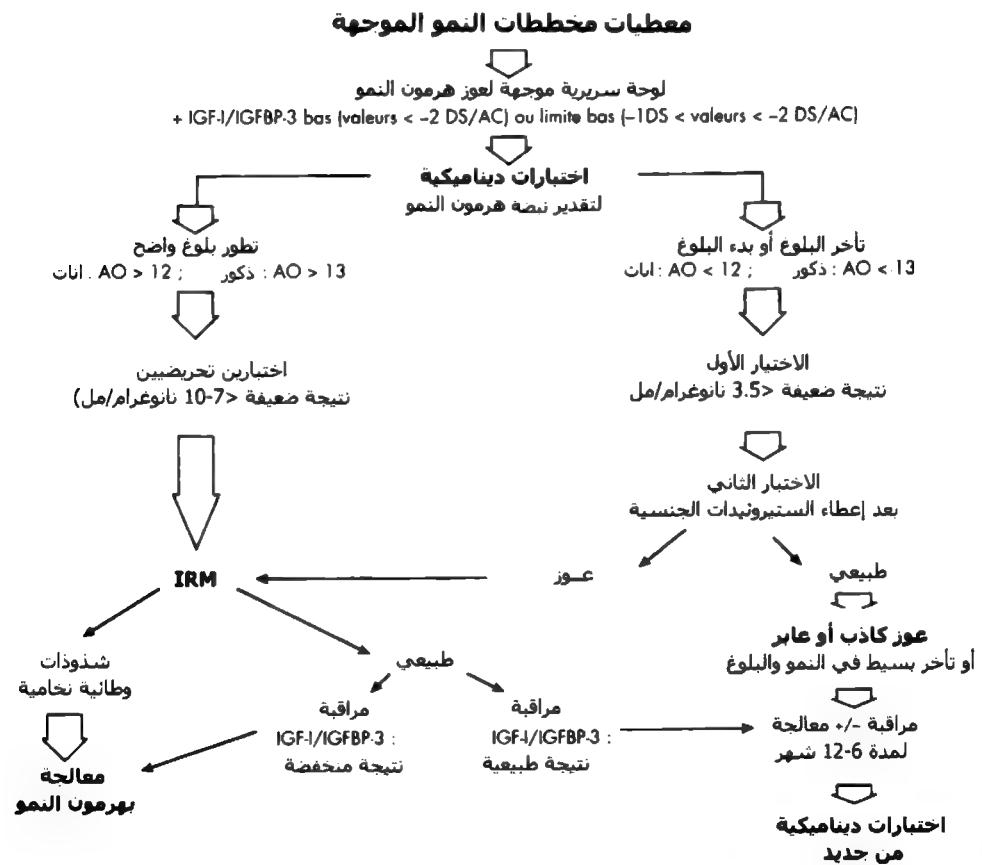 معطيات مخططات النمو الموجهة
لوحة سريرية موجهة لعوز هرمون النمو
+ IGF-I/IGFBP-3 bas (valeurs < −2 DS/AC) ou limite bas (−1DS < valeurs < −2 DS/AC)
اختبارات ديناميكية
لتقدير نبضة هرمون النمو
تأخر البلوغ أو بدء البلوغ
ذكور : AO < 13 ; اناث : AO < 12
الاختبار الأول
نتيجة ضعيفة <3.5 نانوغرام/مل
الاختبار الثاني
بعد إعطاء الستيروئيدات الجنسية
طبيعي
عوز
عوز كاذب أو عابر
أو تأخر بسيط في النمو والبلوغ
مراقبة -/+ معالجة
لمدة 6-12 شهر
اختبارات ديناميكية
من جديد
تطور بلوغ واضح
ذكور : AO > 13 ; اناث : AO > 12
اختبارين تحريضيين
نتيجة ضعيفة <7-10 نانوغرام/مل)
IRM
طبيعي
شذوذات
وطائية نخامية
مراقبة
IGF-I/IGFBP-3 :
نتيجة طبيعية
مراقبة
IGF-I/IGFBP-3 :
نتيجة منخفضة
معالجة
بهرمون النمو